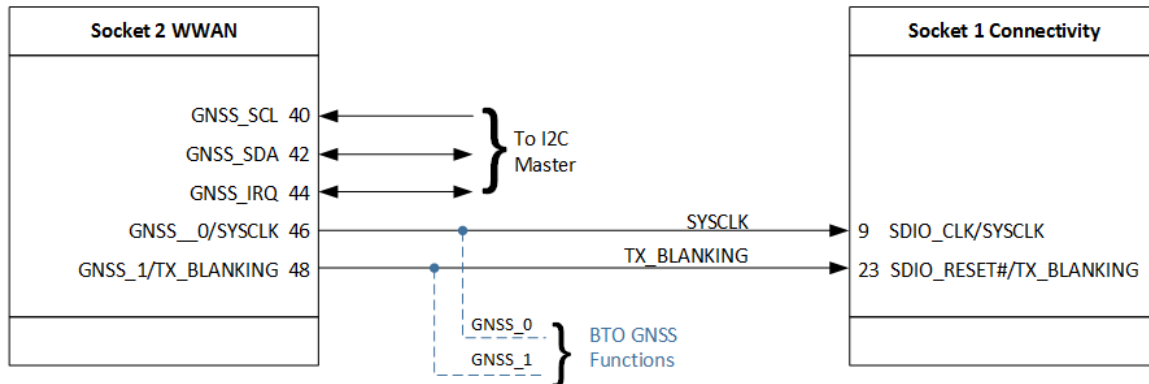 Socket 2 WWAN
Socket 1 Connectivity
GNSS_SCL 40
GNSS_SDA 42
GNSS_IRQ 44
To I2C
Master
GNSS__0/SYSCLK 46
SYSCLK
9 SDIO_CLK/SYSCLK
GNSS_1/TX_BLANKING 48
TX_BLANKING
23 SDIO_RESET#/TX_BLANKING
GNSS_0
GNSS_1
BTO GNSS
Functions